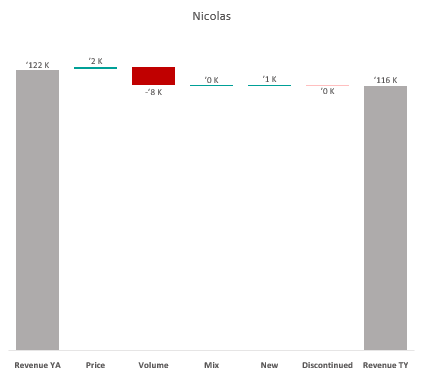 Nicolas
‘122 K
‘2 K
-‘8 K
‘0 K
‘1 K
‘0 K
‘116 K
Revenue YA
Price
Volume
Mix
New
Discontinued
Revenue TY